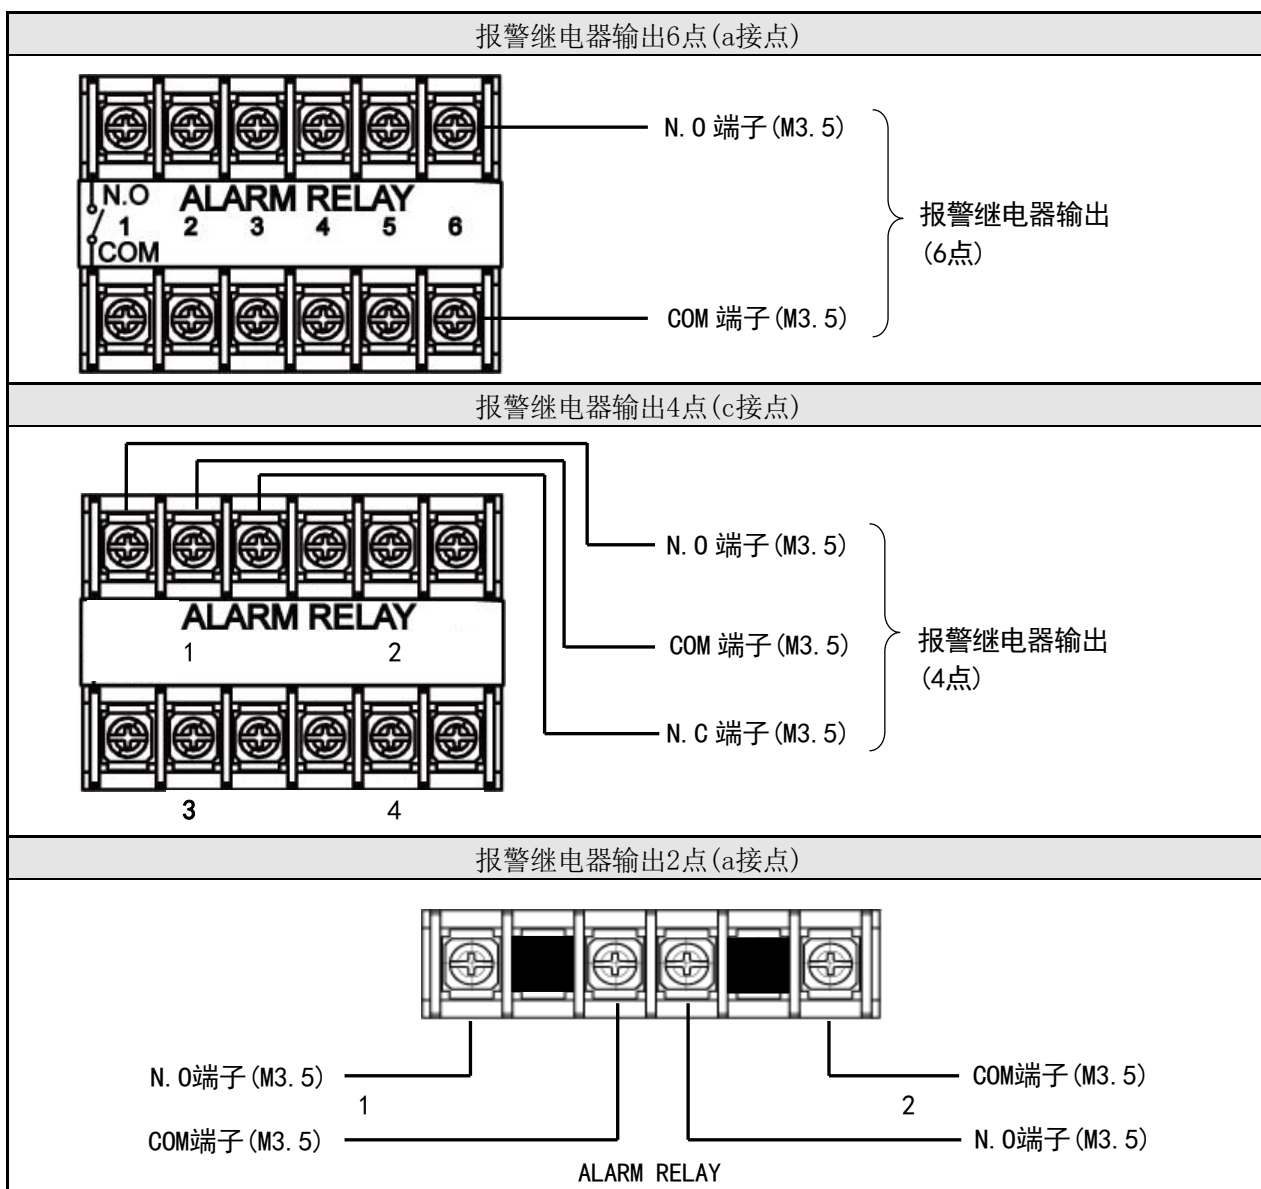 报警继电器输出6点(a接点)
N.O 端子(M3.5)
N.O ALARM RELAY
1 2 3 4 5 6
COM
报警继电器输出
(6点)
COM 端子(M3.5)
报警继电器输出4点(c接点)
N.O 端子(M3.5)
ALARM RELAY
1 2
COM 端子(M3.5)
报警继电器输出
(4点)
N.C 端子(M3.5)
3 4
报警继电器输出2点(a接点)
N.O端子(M3.5)
COM端子(M3.5)
1 2
COM端子(M3.5)
N.O端子(M3.5)
ALARM RELAY